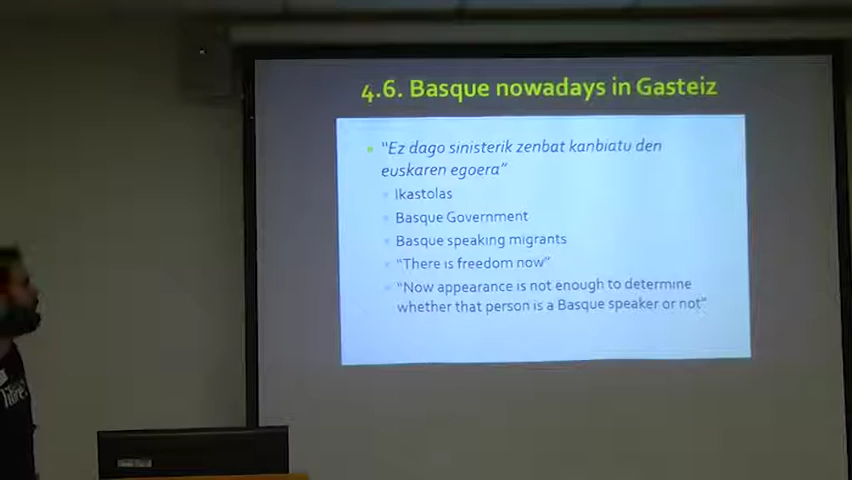 4.6. Basque nowadays in Gasteiz
"Ez dago sinisterik zenbat kanbiatu den
euskaren egoera"
Ikastolas
Basque Government
Basque speaking migrants
"There is freedom now"
"Now appearance is not enough to determine
whether that person is a Basque speaker or not"